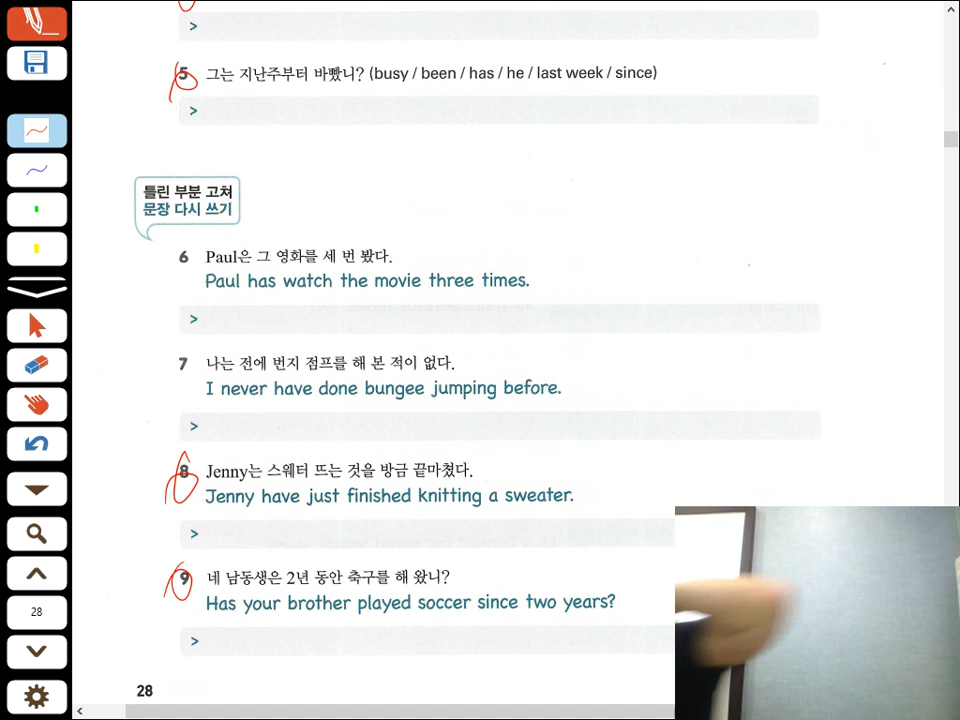 >
5 그는 지난주부터 바빴니? (busy / been / has / he / last week / since)
>
틀린 부분 고쳐
문장 다시 쓰기
6 Paul은 그 영화를 세 번 봤다.
Paul has watch the movie three times.
>
7 나는 전에 번지 점프를 해 본 적이 없다.
I never have done bungee jumping before.
>
8 Jenny는 스웨터 뜨는 것을 방금 끝마쳤다.
Jenny have just finished knitting a sweater.
>
9 네 남동생은 2년 동안 축구를 해 왔니?
Has your brother played soccer since two years?
>
28
28